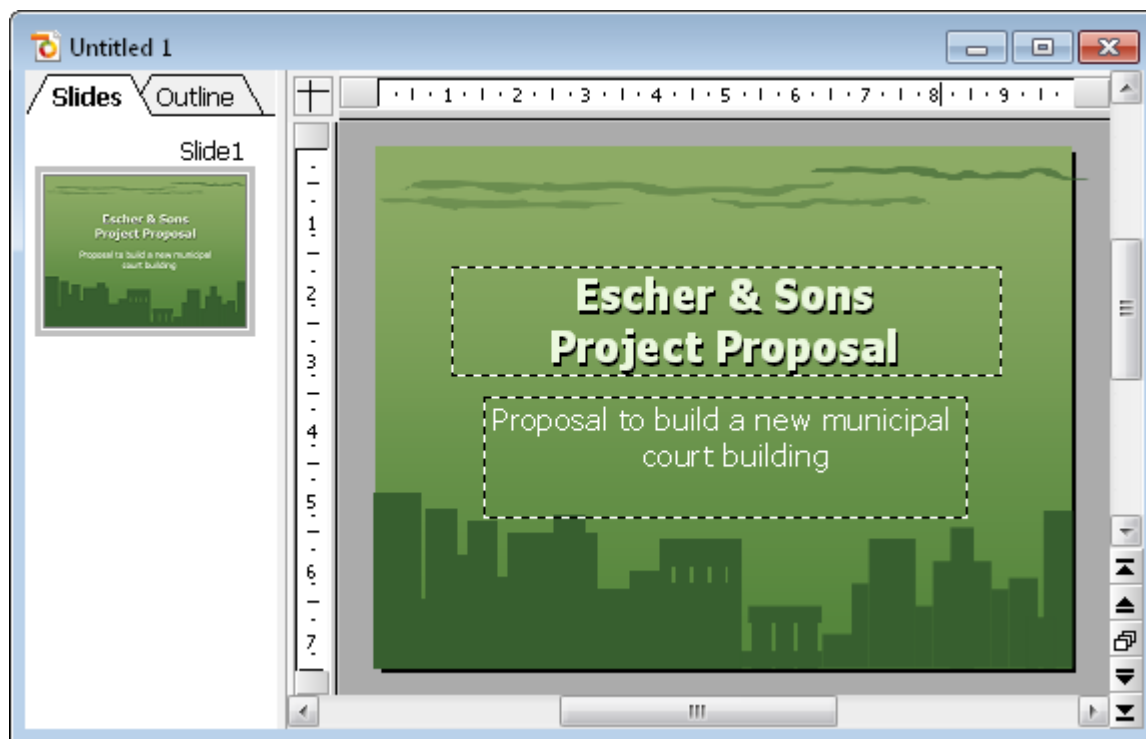 Untitled 1
Slides
Outline
Slide1
Escher & Sons
Project Proposal
Proposal to build a new municipal
court building
1 2 3 4 5 6 7 8 9
1
2
3
4
5
6
7
Escher & Sons
Project Proposal
Proposal to build a new municipal
court building